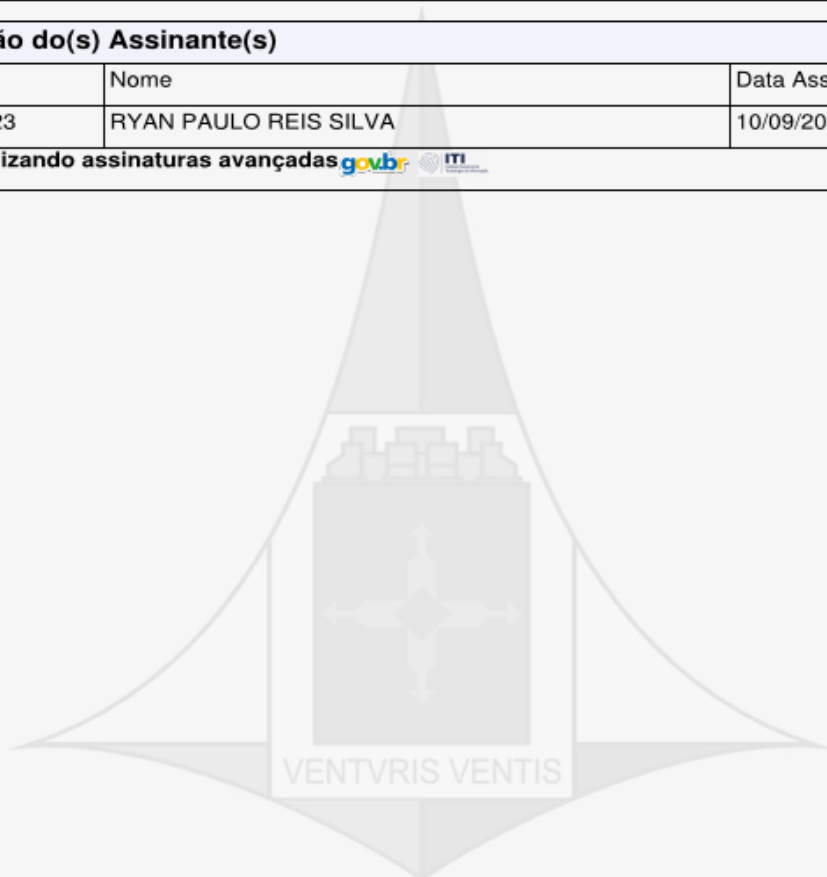 ão do(s) Assinante(s)
Nome Data Ass
23 RYAN PAULO REIS SILVA 10/09/20
izando assinaturas avançadas gov.br ITI
VENTVRIS VENTIS